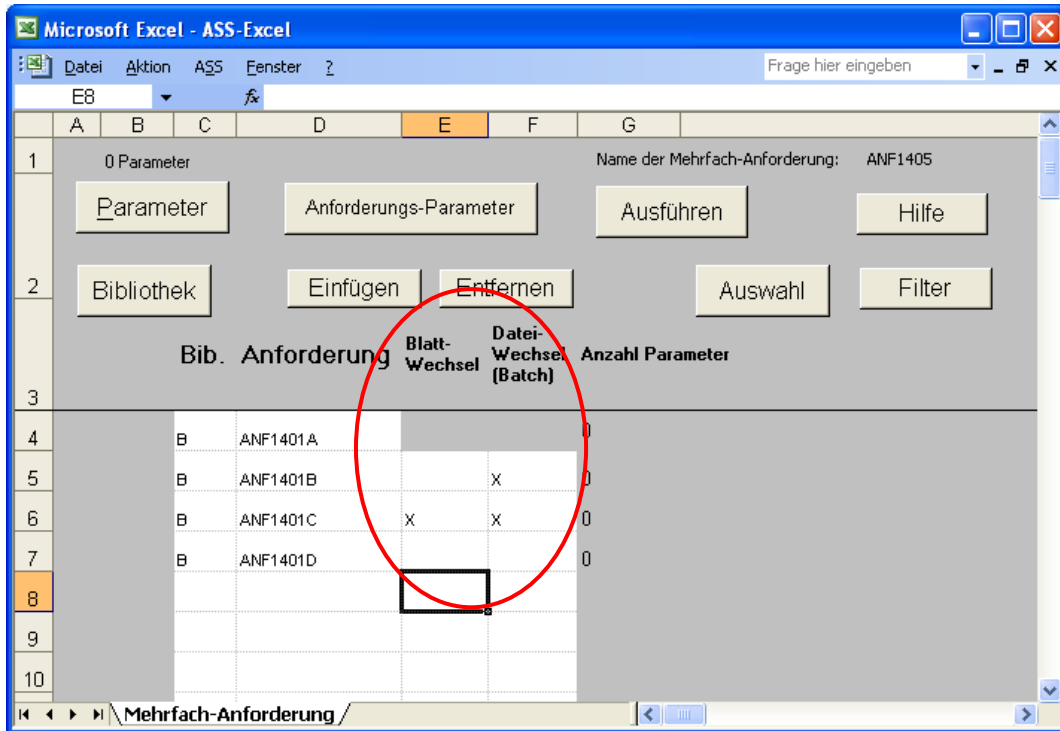 Microsoft Excel - ASS-Excel
Datei Aktion ASS Fenster ? Frage hier eingeben
E8 fx
A B C D E F G
1 0 Parameter Name der Mehrfach-Anforderung: ANF1405
Parameter Anforderungs-Parameter Ausführen Hilfe
2 Bibliothek Einfügen Entfernen Auswahl Filter
Bib. Anforderung Blatt-Wechsel Datei-Wechsel (Batch) Anzahl Parameter
3
4 B ANF1401A 0
5 B ANF1401B X 0
6 B ANF1401C X X 0
7 B ANF1401D 0
8
9
10
Mehrfach-Anforderung